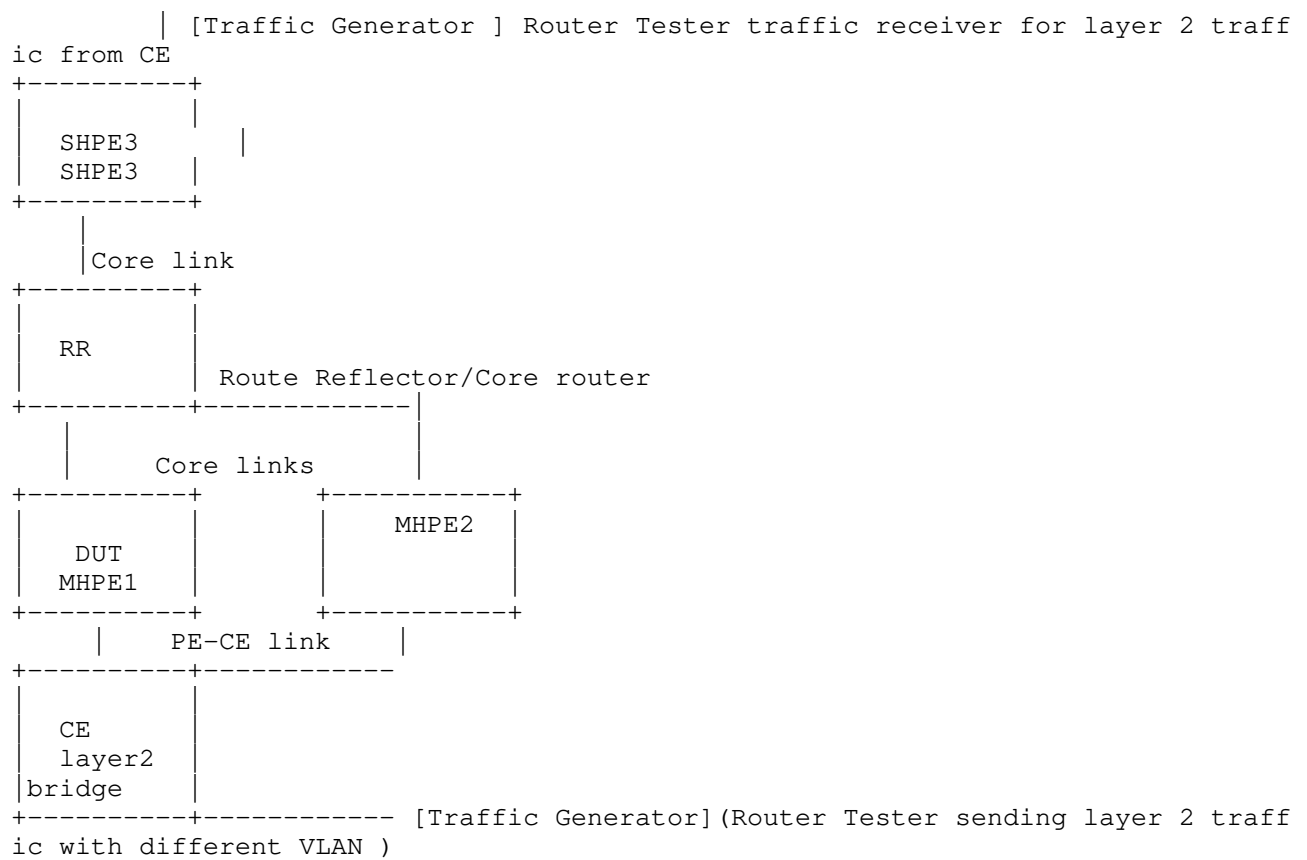 | [Traffic Generator ] Router Tester traffic receiver for layer 2 traff
ic from CE
+----------+
|          |
|  SHPE3      |
|  SHPE3   |
+----------+
|
|Core link
+----------+
|          |
|  RR      |
|          | Route Reflector/Core router
+----------+-------------|
|                    |
|     Core links      |
+----------+       +-----------+
|          |       |    MHPE2  |
|   DUT    |       |           |
|  MHPE1   |       |           |
+----------+       +-----------+
|    PE-CE link    |
+----------+------------
|          |
|  CE      |
|  layer2  |
|bridge    |
+----------+------------ [Traffic Generator](Router Tester sending layer 2 traff
ic with different VLAN )